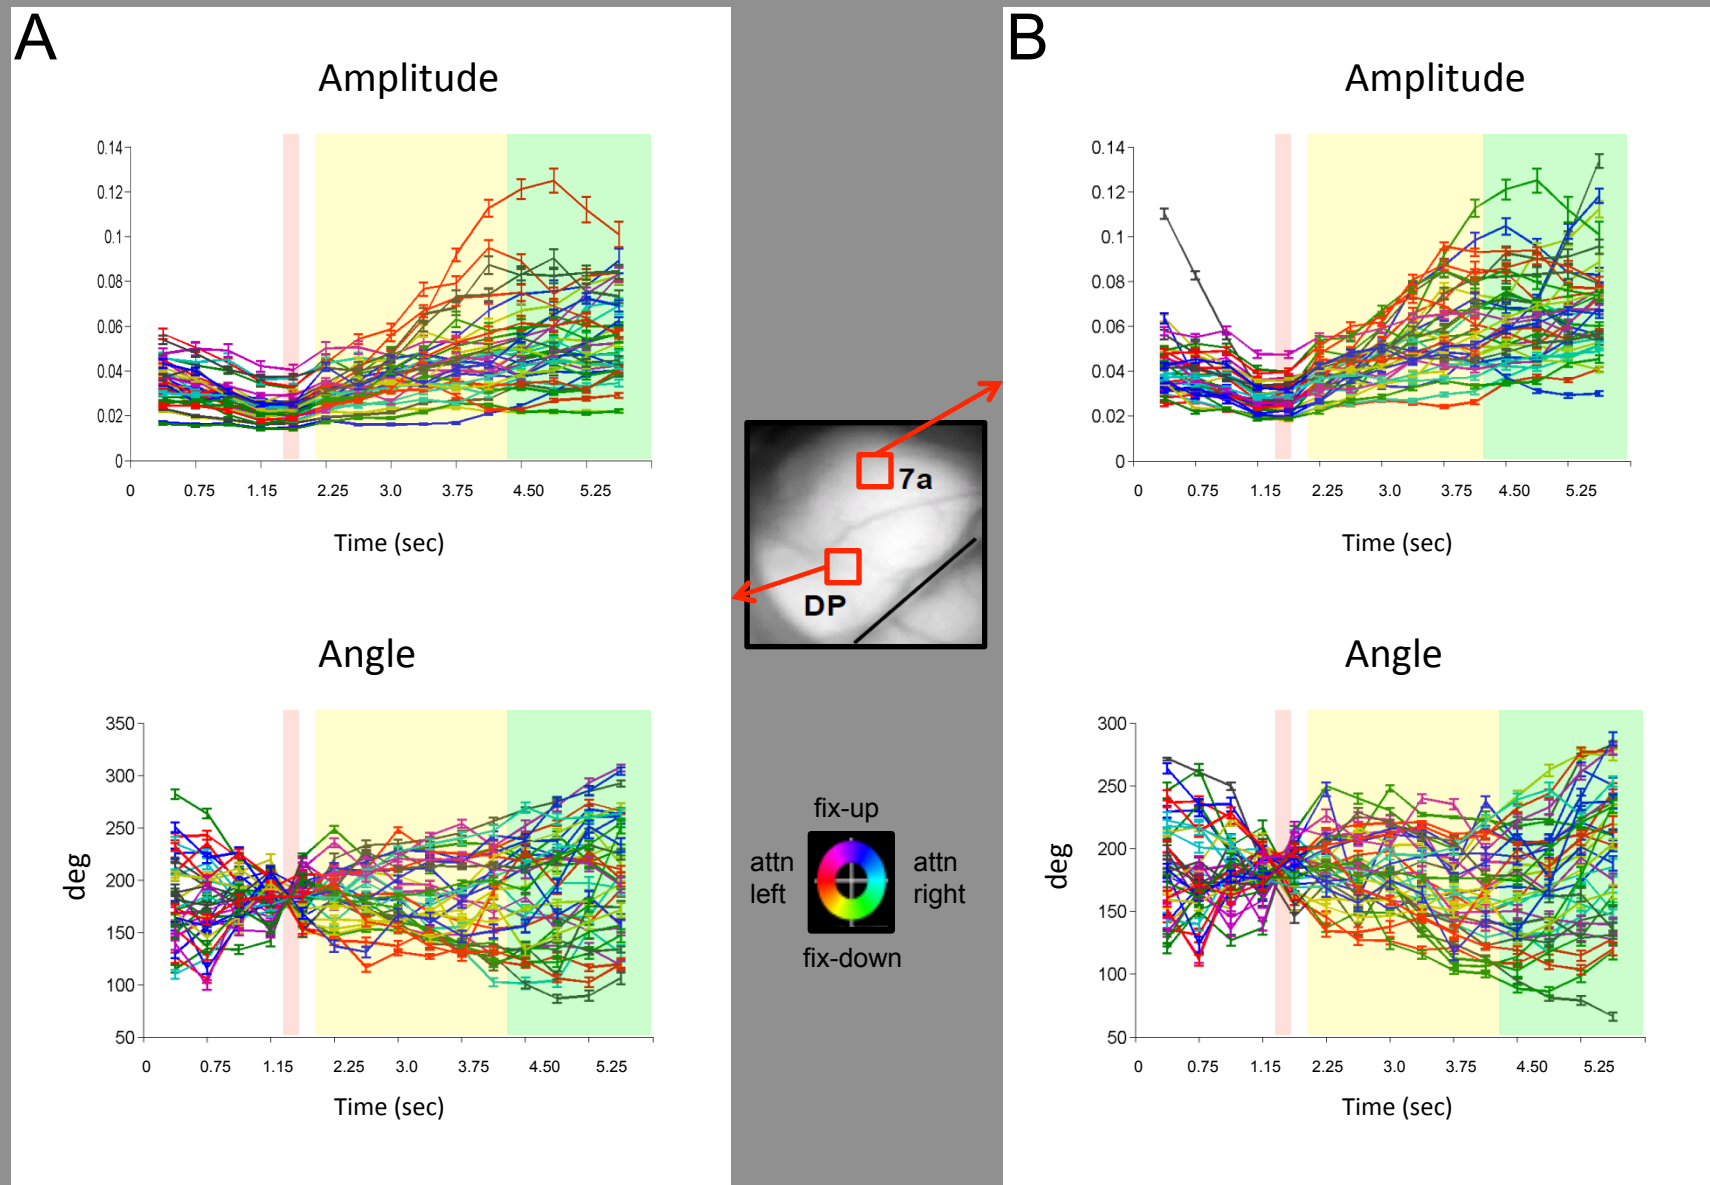 A
Amplitude
0.14
0.12
0.1
0.08
0.06
0.04
0.02
0
0 0.75 1.15 2.25 3.0 3.75 4.50 5.25
Time (sec)
Angle
deg
350
300
250
200
150
100
50
0 0.75 1.15 2.25 3.0 3.75 4.50 5.25
Time (sec)
7a
DP
fix-up
attn left
attn right
fix-down
B
Amplitude
0.14
0.12
0.1
0.08
0.06
0.04
0.02
0
0 0.75 1.15 2.25 3.0 3.75 4.50 5.25
Time (sec)
Angle
deg
300
250
200
150
100
50
0 0.75 1.15 2.25 3.0 3.75 4.50 5.25
Time (sec)